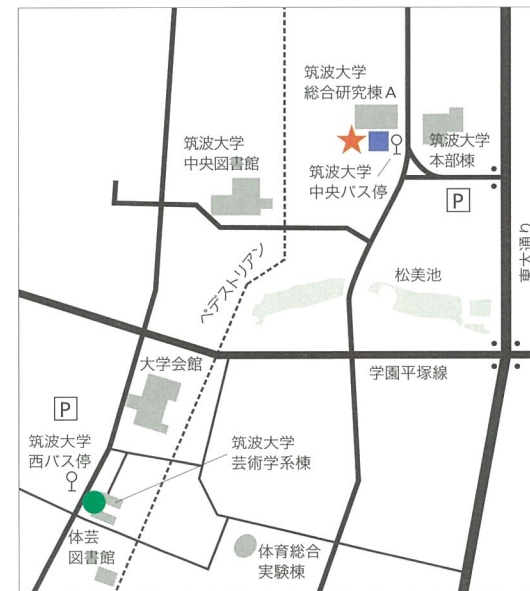 筑波大学
総合研究棟A
筑波大学
中央図書館
筑波大学
本部棟
筑波大学
中央バス停
P
東大通り
ペデストリアン
松美池
大学会館
学園平塚線
P
筑波大学
西バス停
筑波大学
芸術学系棟
体芸
図書館
体育総合
実験棟